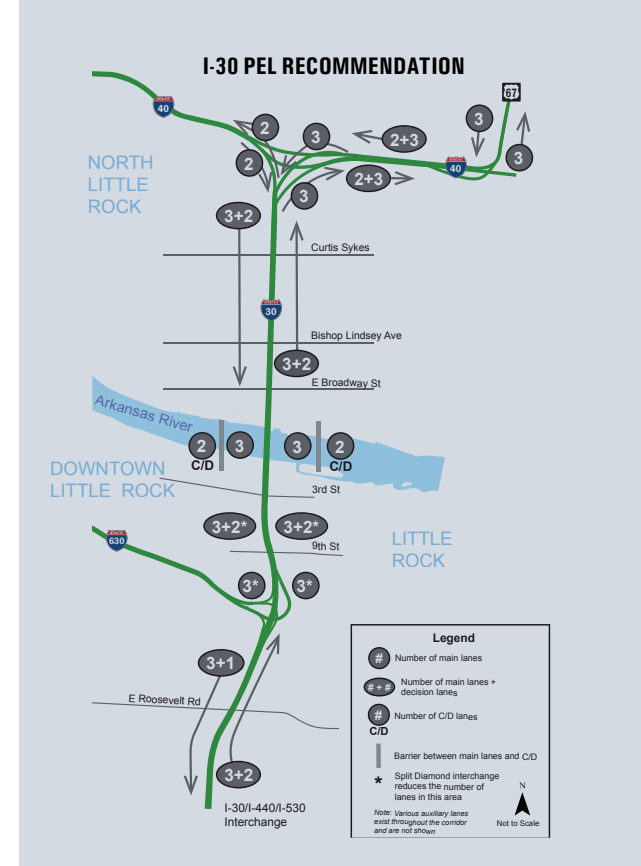 I-30 PEL RECOMMENDATION
67
40
2
3
2+3
3
3
NORTH
LITTLE
ROCK
2
3
2+3
40
3+2
Curtis Sykes
30
Bishop Lindsey Ave
3+2
E Broadway St
Arkansas River
2
3
3
2
C/D
C/D
DOWNTOWN
LITTLE ROCK
3rd St
3+2*
3+2*
9th St
LITTLE
ROCK
630
3*
3*
3+1
E Roosevelt Rd
3+2
I-30/I-440/I-530
Interchange
Legend
# Number of main lanes
# + # Number of main lanes +
decision lanes
# Number of C/D lanes
C/D
Barrier between main lanes and C/D
* Split Diamond interchange
reduces the number of
lanes in this area
Note: Various auxiliary lanes
exist throughout the corridor
and are not shown
N
Not to Scale